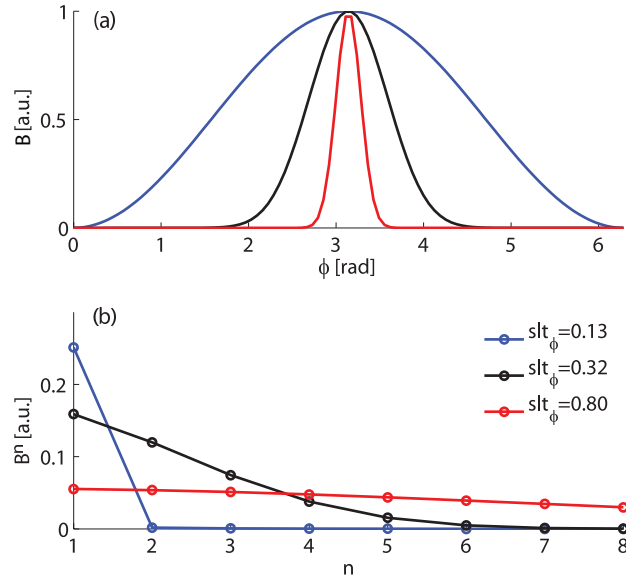 (a)
1
0.5
0
B [a.u.]
0 1 2 3 4 5 6
ϕ [rad]
(b)
slt_ϕ=0.13
slt_ϕ=0.32
slt_ϕ=0.80
0.2
0.1
0
Bⁿ [a.u.]
1 2 3 4 5 6 7 8
n